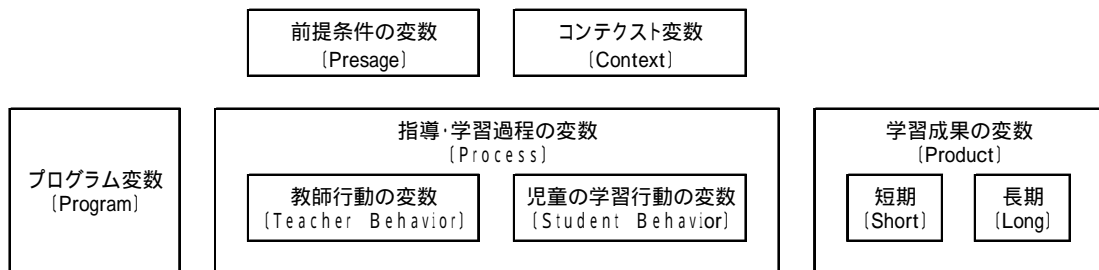 前提条件の変数
〔Presage〕
コンテクスト変数
〔Context〕
プログラム変数
〔Program〕
指導･学習過程の変数
〔Process〕
教師行動の変数
〔Teacher Behavior〕
児童の学習行動の変数
〔Student Behavior〕
学習成果の変数
〔Product〕
短期
〔Short〕
長期
〔Long〕